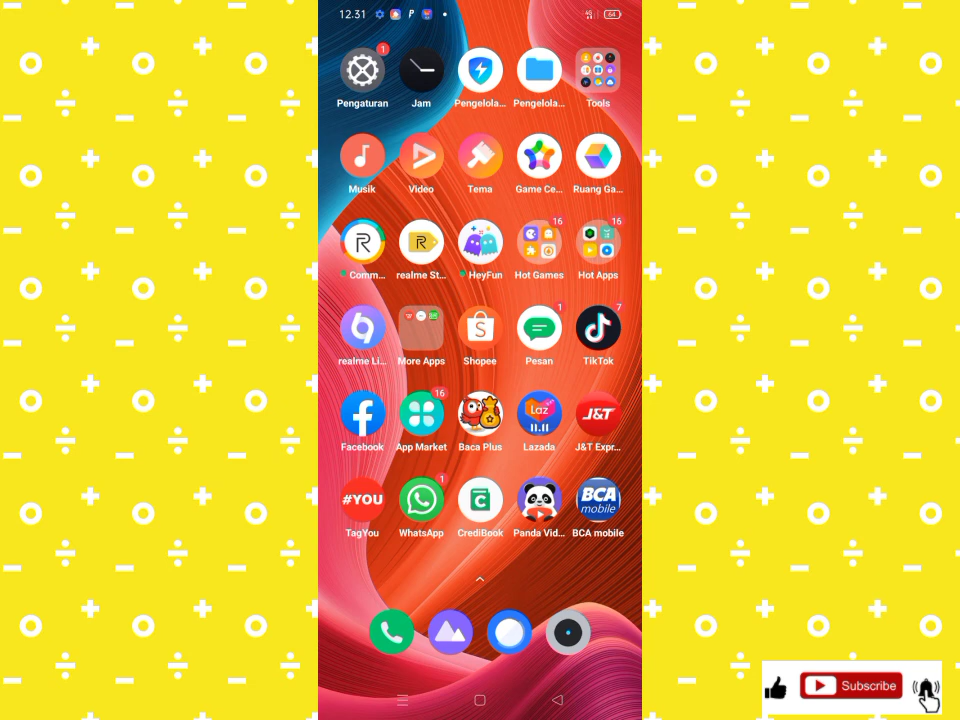 12.31 4G 64
1
Pengaturan Jam Pengelola... Pengelola... Tools
Musik Video Tema Game Ce... Ruang Ga...
R R 16 16
Comm... realme St... HeyFun Hot Games Hot Apps
S 1 7
realme Li... More Apps Shopee Pesan TikTok
16 Laz 11.11 J&T
Facebook App Market Baca Plus Lazada J&T Expr...
#YOU 1 BCA mobile
TagYou WhatsApp CrediBook Panda Vid... BCA mobile
Subscribe